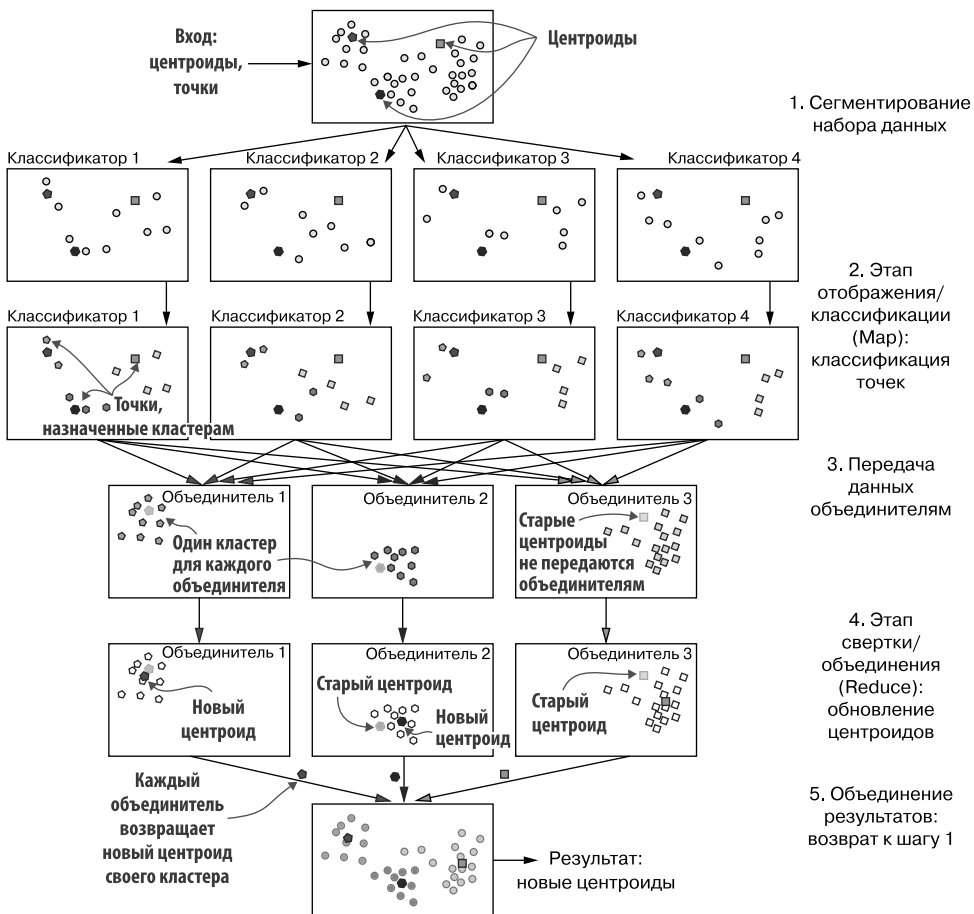 Вход:
центроиды,
точки
Центроиды
1. Сегментирование
набора данных
Классификатор 1
Классификатор 2
Классификатор 3
Классификатор 4
2. Этап
отображения/
классификации
(Map):
классификация
точек
Классификатор 1
Классификатор 2
Классификатор 3
Классификатор 4
Точки,
назначенные кластерам
3. Передача
данных
объединителям
Объединитель 1
Объединитель 2
Объединитель 3
Один кластер
для каждого
объединителя
Старые
центроиды
не передаются
объединителям
4. Этап
свертки/
объединения
(Reduce):
обновление
центроидов
Объединитель 1
Объединитель 2
Объединитель 3
Новый
центроид
Старый центроид
Новый
центроид
Старый
центроид
Каждый
объединитель
возвращает
новый центроид
своего кластера
5. Объединение
результатов:
возврат к шагу 1
Результат:
новые центроиды